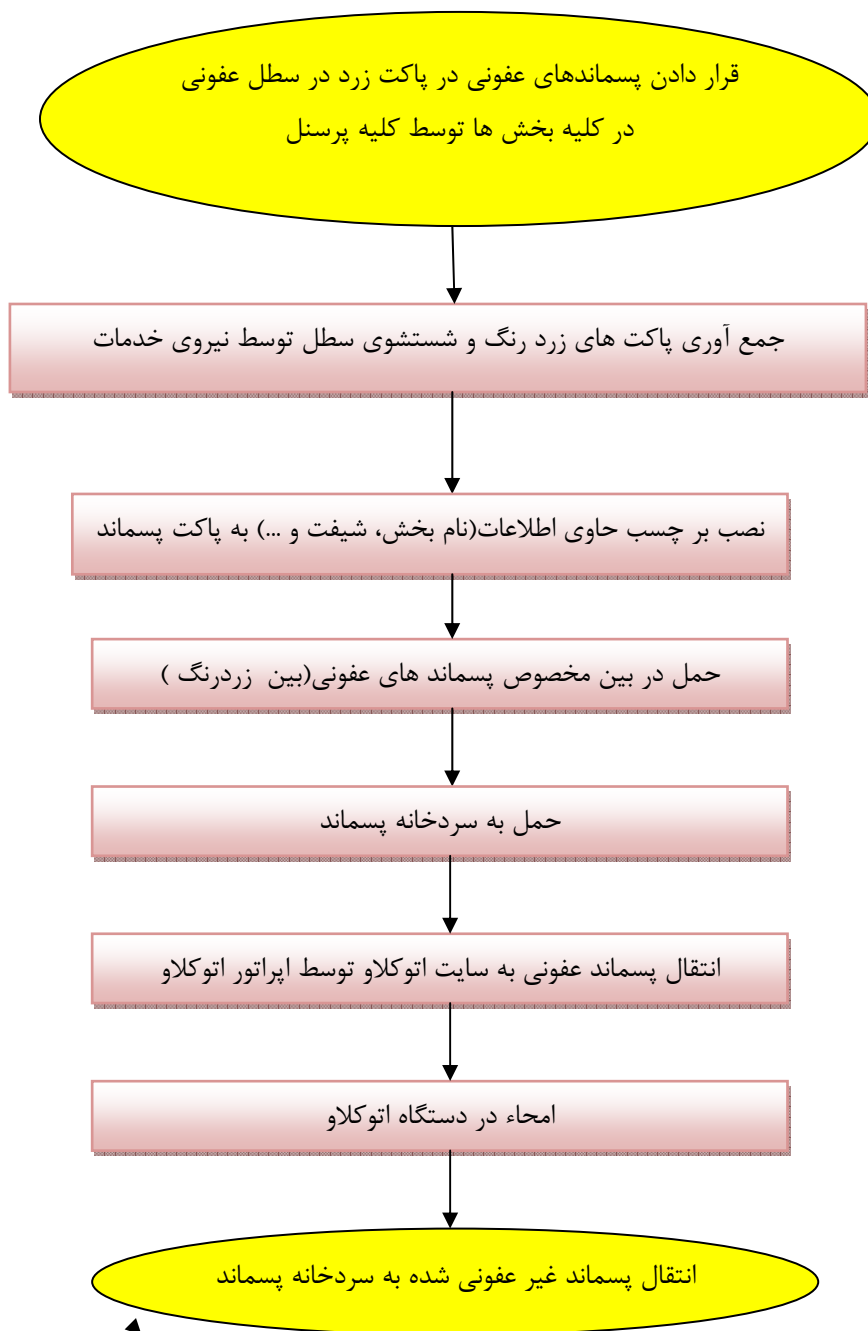 قرار دادن پسماندهای عفونی در پاکت زرد در سطل عفونی
در کلیه بخش ها توسط کلیه پرسنل
جمع آوری پاکت های زرد رنگ و شستشوی سطل توسط نیروی خدمات
نصب بر چسب حاوی اطلاعات(نام بخش، شیفت و ...) به پاکت پسماند
حمل در بین مخصوص پسماند های عفونی(بین زردرنگ )
حمل به سردخانه پسماند
انتقال پسماند عفونی به سایت اتوکلاو توسط اپراتور اتوکلاو
امحاء در دستگاه اتوکلاو
انتقال پسماند غیر عفونی شده به سردخانه پسماند